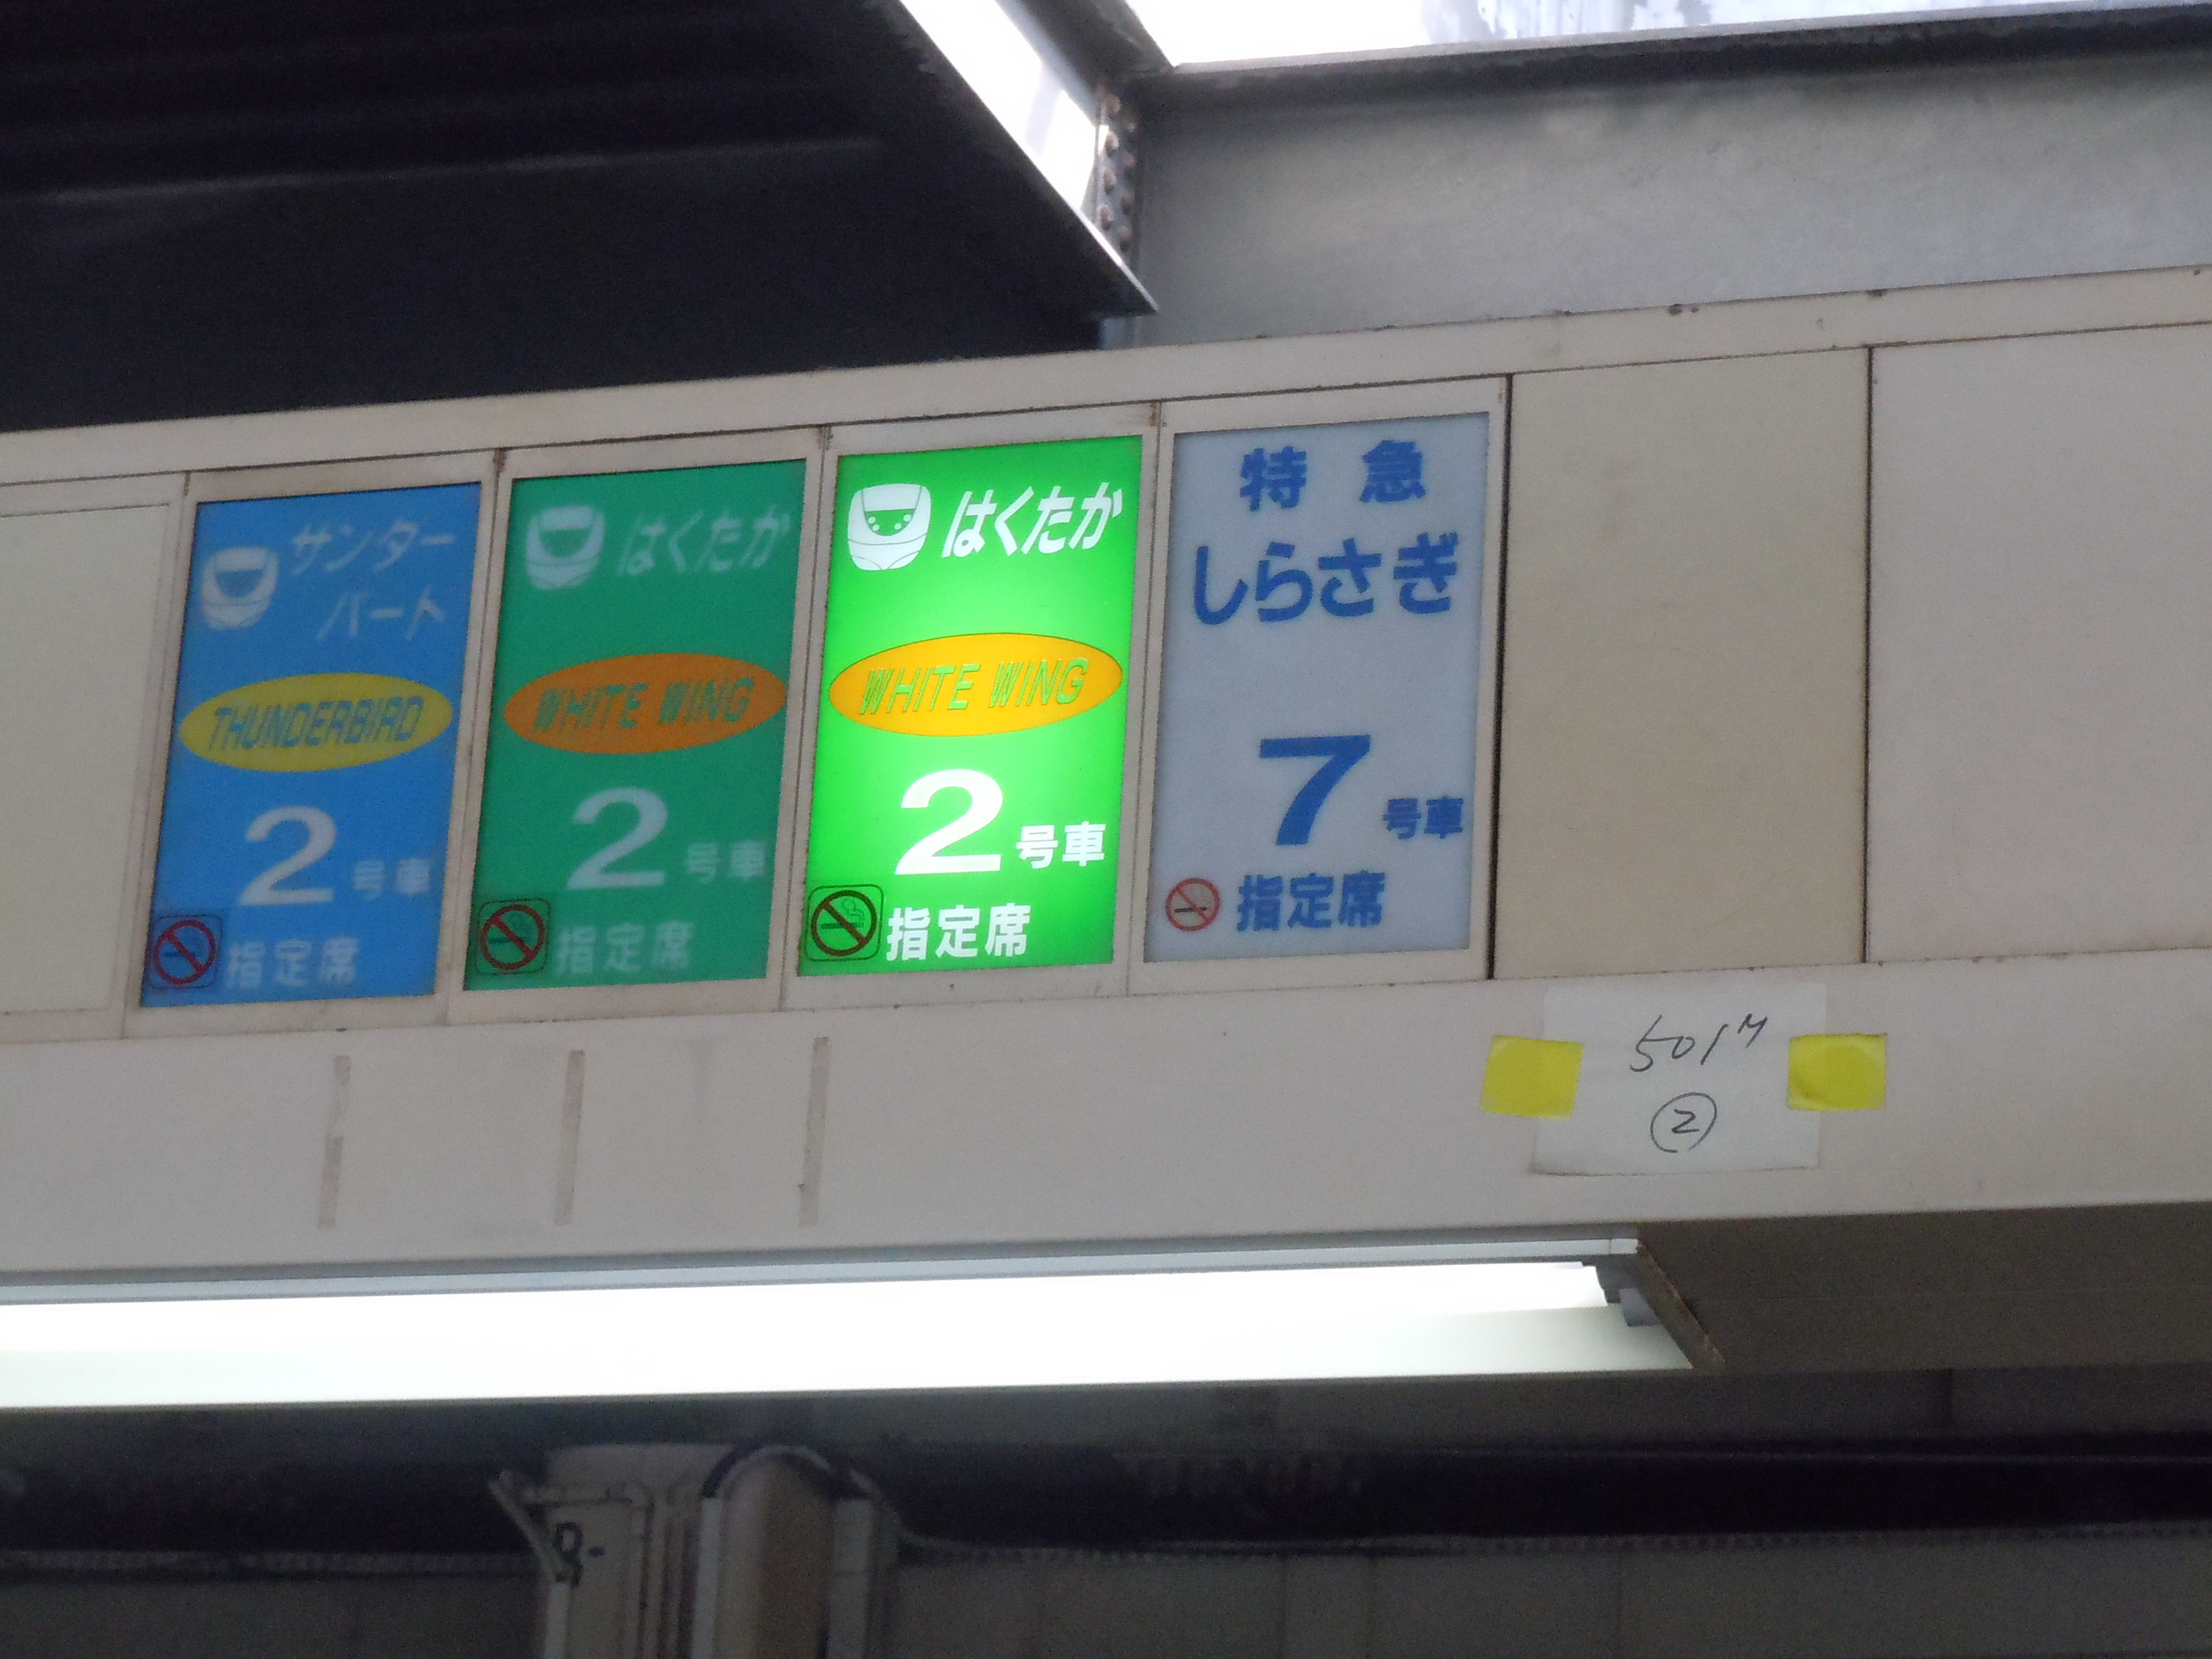 サンダー
バード
THUNDERBIRD
2号車
指定席
はくたか
WHITE WING
2号車
指定席
はくたか
WHITE WING
2号車
指定席
特急
しらさぎ
7号車
指定席
501M
②